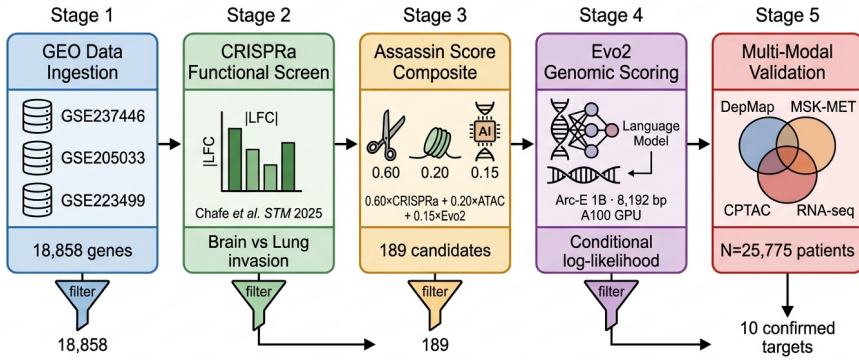 Stage 1
GEO Data
Ingestion
GSE237446
GSE205033
GSE223499
18,858 genes
filter
18,858
Stage 2
CRISPRa
Functional Screen
|LFC|
|LFC|
Chafe et al. STM 2025
Brain vs Lung
invasion
filter
Stage 3
Assassin Score
Composite
AI
0.60 0.20 0.15
0.60×CRISPRa + 0.20×ATAC
+ 0.15×Evo2
189 candidates
filter
189
Stage 4
Evo2
Genomic Scoring
Language
Model
Arc-E 1B · 8,192 bp
A100 GPU
Conditional
log-likelihood
filter
Stage 5
Multi-Modal
Validation
DepMap MSK-MET
CPTAC RNA-seq
N=25,775 patients
10 confirmed
targets